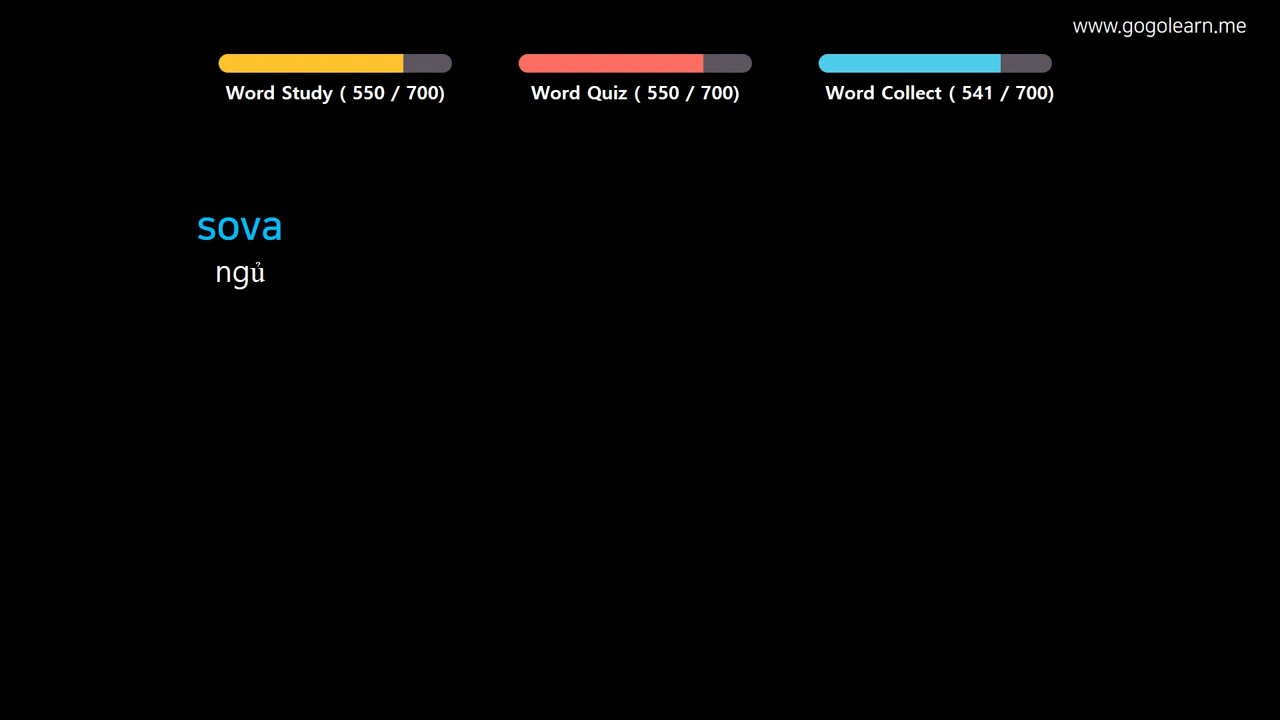 www.gogolearn.me
Word Study ( 550 / 700)
Word Quiz ( 550 / 700)
Word Collect ( 541 / 700)
sova
ngủ